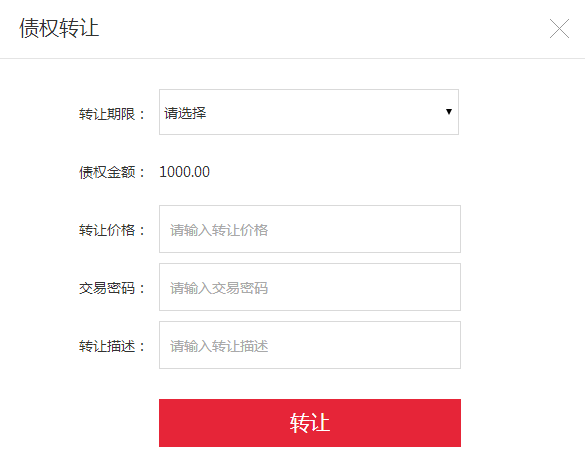 债权转让
转让期限： 请选择
债权金额： 1000.00
转让价格： 请输入转让价格
交易密码： 请输入交易密码
转让描述： 请输入转让描述
转让